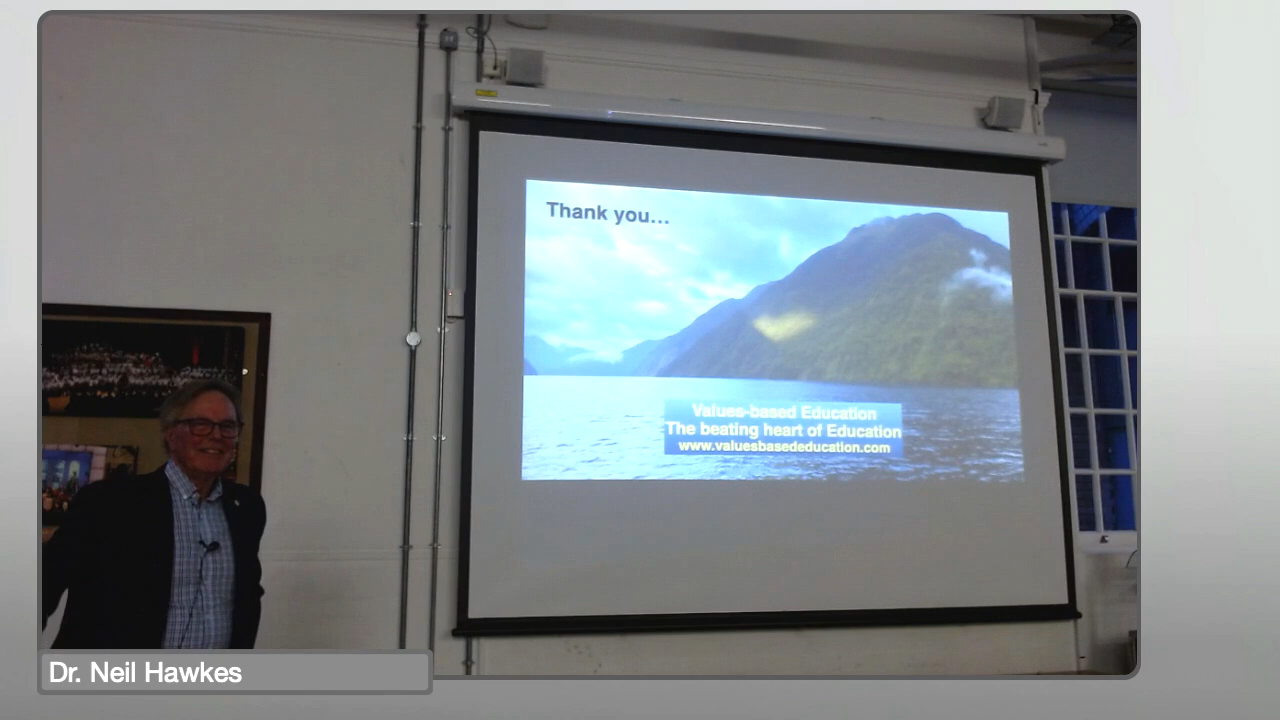 Thank you...
Values-based Education
The beating heart of Education
www.valuesbasededucation.com
Dr. Neil Hawkes